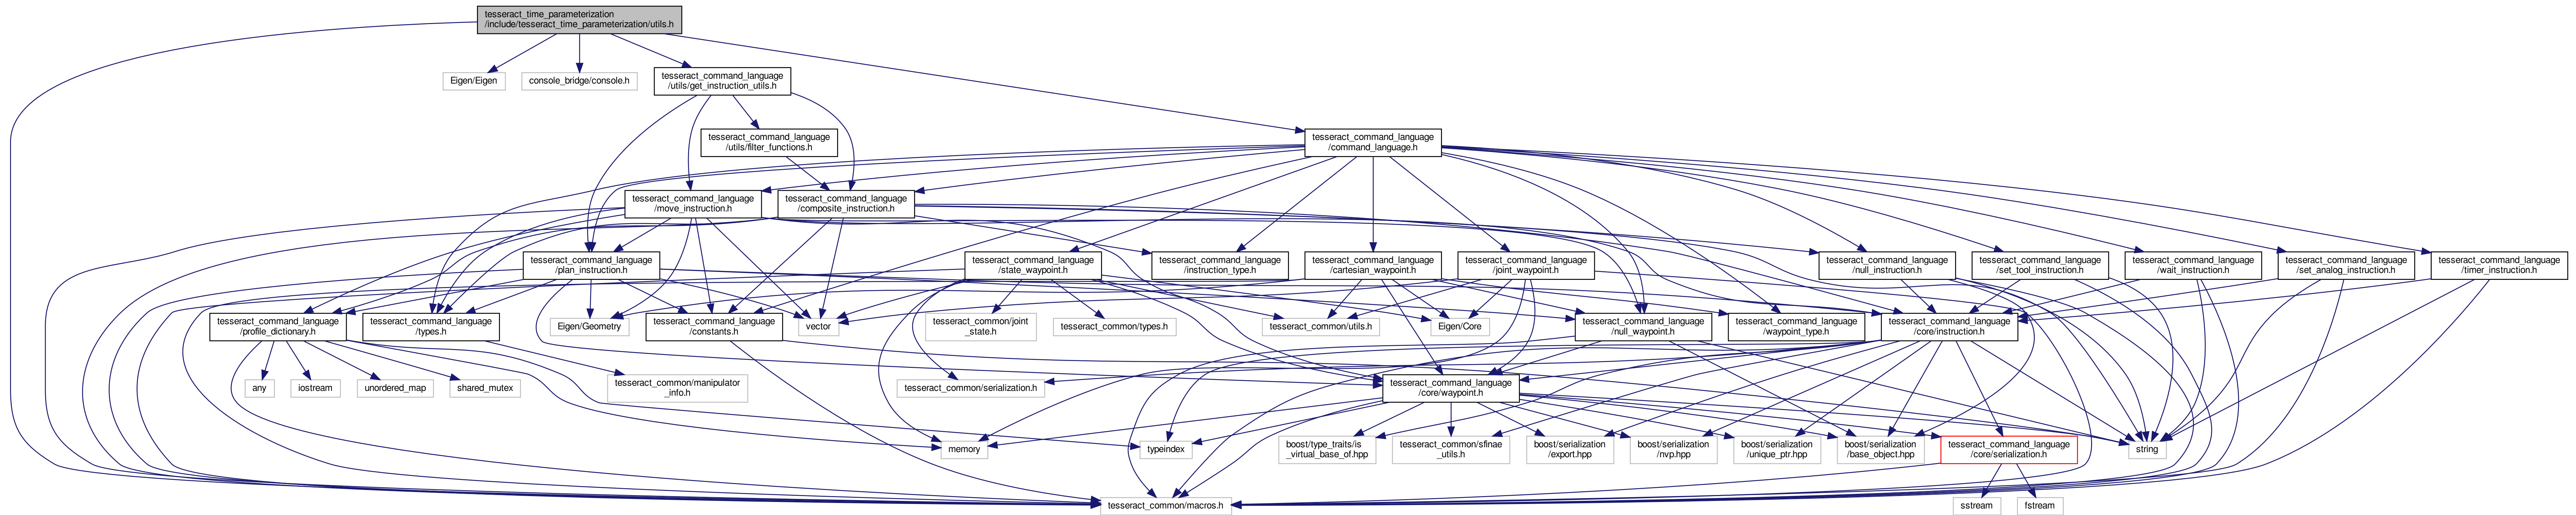 tesseract_time_parameterization
/include/tesseract_time_parameterization/utils.h
Eigen/Eigen
console_bridge/console.h
tesseract_command_language
/utils/get_instruction_utils.h
tesseract_command_language
/utils/filter_functions.h
tesseract_command_language
/command_language.h
tesseract_command_language
/move_instruction.h
tesseract_command_language
/composite_instruction.h
tesseract_command_language
/plan_instruction.h
tesseract_command_language
/state_waypoint.h
tesseract_command_language
/instruction_type.h
tesseract_command_language
/cartesian_waypoint.h
tesseract_command_language
/joint_waypoint.h
tesseract_command_language
/null_instruction.h
tesseract_command_language
/set_tool_instruction.h
tesseract_command_language
/wait_instruction.h
tesseract_command_language
/set_analog_instruction.h
tesseract_command_language
/timer_instruction.h
tesseract_command_language
/profile_dictionary.h
tesseract_command_language
/types.h
Eigen/Geometry
tesseract_command_language
/constants.h
vector
tesseract_common/joint
_state.h
tesseract_common/types.h
tesseract_common/utils.h
Eigen/Core
tesseract_command_language
/null_waypoint.h
tesseract_command_language
/waypoint_type.h
tesseract_command_language
/core/instruction.h
any
iostream
unordered_map
shared_mutex
tesseract_common/manipulator
_info.h
tesseract_common/serialization.h
tesseract_command_language
/core/waypoint.h
memory
typeindex
boost/type_traits/is
_virtual_base_of.hpp
tesseract_common/sfinae
_utils.h
boost/serialization
/export.hpp
boost/serialization
/nvp.hpp
boost/serialization
/unique_ptr.hpp
boost/serialization
/base_object.hpp
tesseract_command_language
/core/serialization.h
string
tesseract_common/macros.h
sstream
fstream